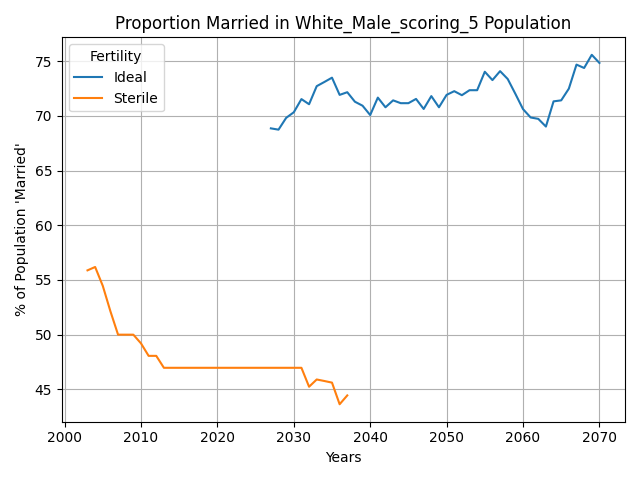 Proportion Married in White_Male_scoring_5 Population
Fertility
Ideal
Sterile
% of Population 'Married'
75
70
65
60
55
50
45
2000 2010 2020 2030 2040 2050 2060 2070
Years